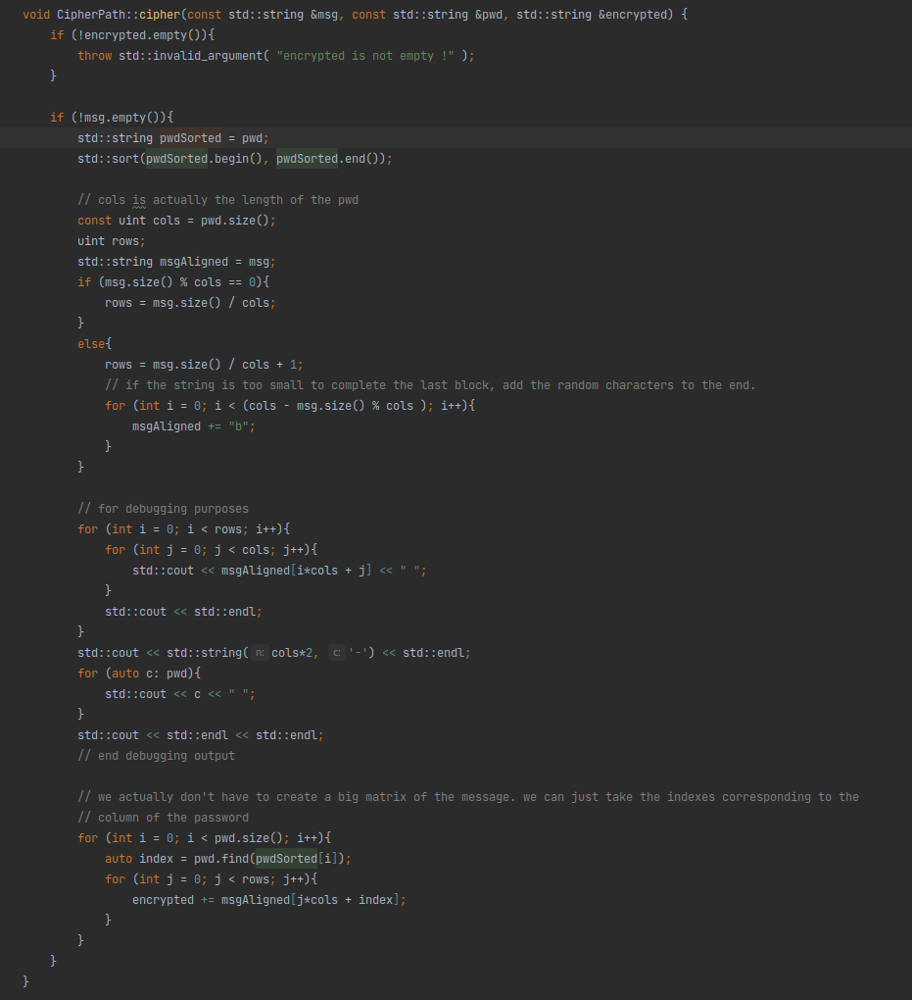 void CipherPath::cipher(const std::string &msg, const std::string &pwd, std::string &encrypted) {
    if (!encrypted.empty()){
        throw std::invalid_argument( "encrypted is not empty !" );
    }

    if (!msg.empty()){
        std::string pwdSorted = pwd;
        std::sort(pwdSorted.begin(), pwdSorted.end());

        // cols is actually the length of the pwd
        const uint cols = pwd.size();
        uint rows;
        std::string msgAligned = msg;
        if (msg.size() % cols == 0){
            rows = msg.size() / cols;
        }
        else{
            rows = msg.size() / cols + 1;
            // if the string is too small to complete the last block, add the random characters to the end.
            for (int i = 0; i < (cols - msg.size() % cols ); i++){
                msgAligned += "b";
            }
        }

        // for debugging purposes
        for (int i = 0; i < rows; i++){
            for (int j = 0; j < cols; j++){
                std::cout << msgAligned[i*cols + j] << " ";
            }
            std::cout << std::endl;
        }
        std::cout << std::string( n: cols*2, c: '-') << std::endl;
        for (auto c: pwd){
            std::cout << c << " ";
        }
        std::cout << std::endl << std::endl;
        // end debugging output

        // we actually don't have to create a big matrix of the message. we can just take the indexes corresponding to the
        // column of the password
        for (int i = 0; i < pwd.size(); i++){
            auto index = pwd.find(pwdSorted[i]);
            for (int j = 0; j < rows; j++){
                encrypted += msgAligned[j*cols + index];
            }
        }
    }
}